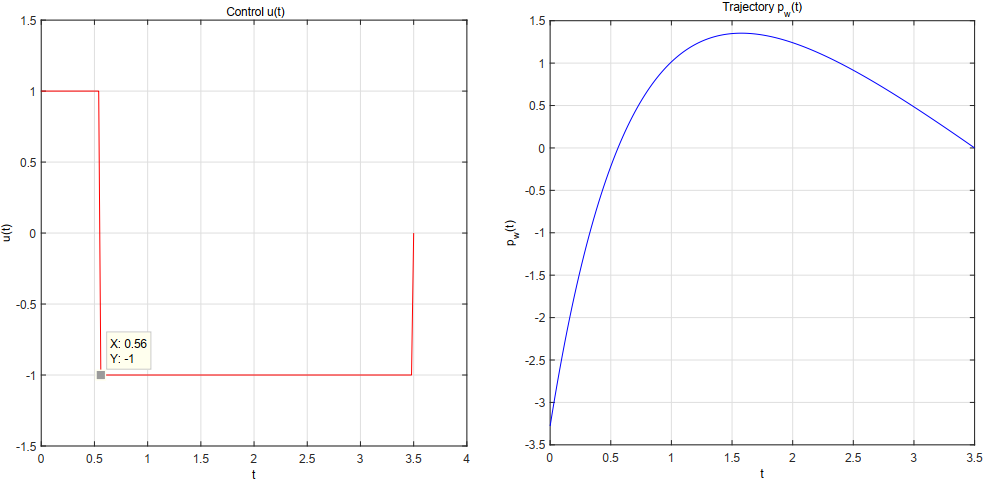 Control u(t)
1.5
1
0.5
0
-0.5
-1
-1.5
u(t)
X: 0.56
Y: -1
0 0.5 1 1.5 2 2.5 3 3.5 4
t
Trajectory p_w(t)
1.5
1
0.5
0
-0.5
-1
-1.5
-2
-2.5
-3
-3.5
p_w(t)
0 0.5 1 1.5 2 2.5 3 3.5
t